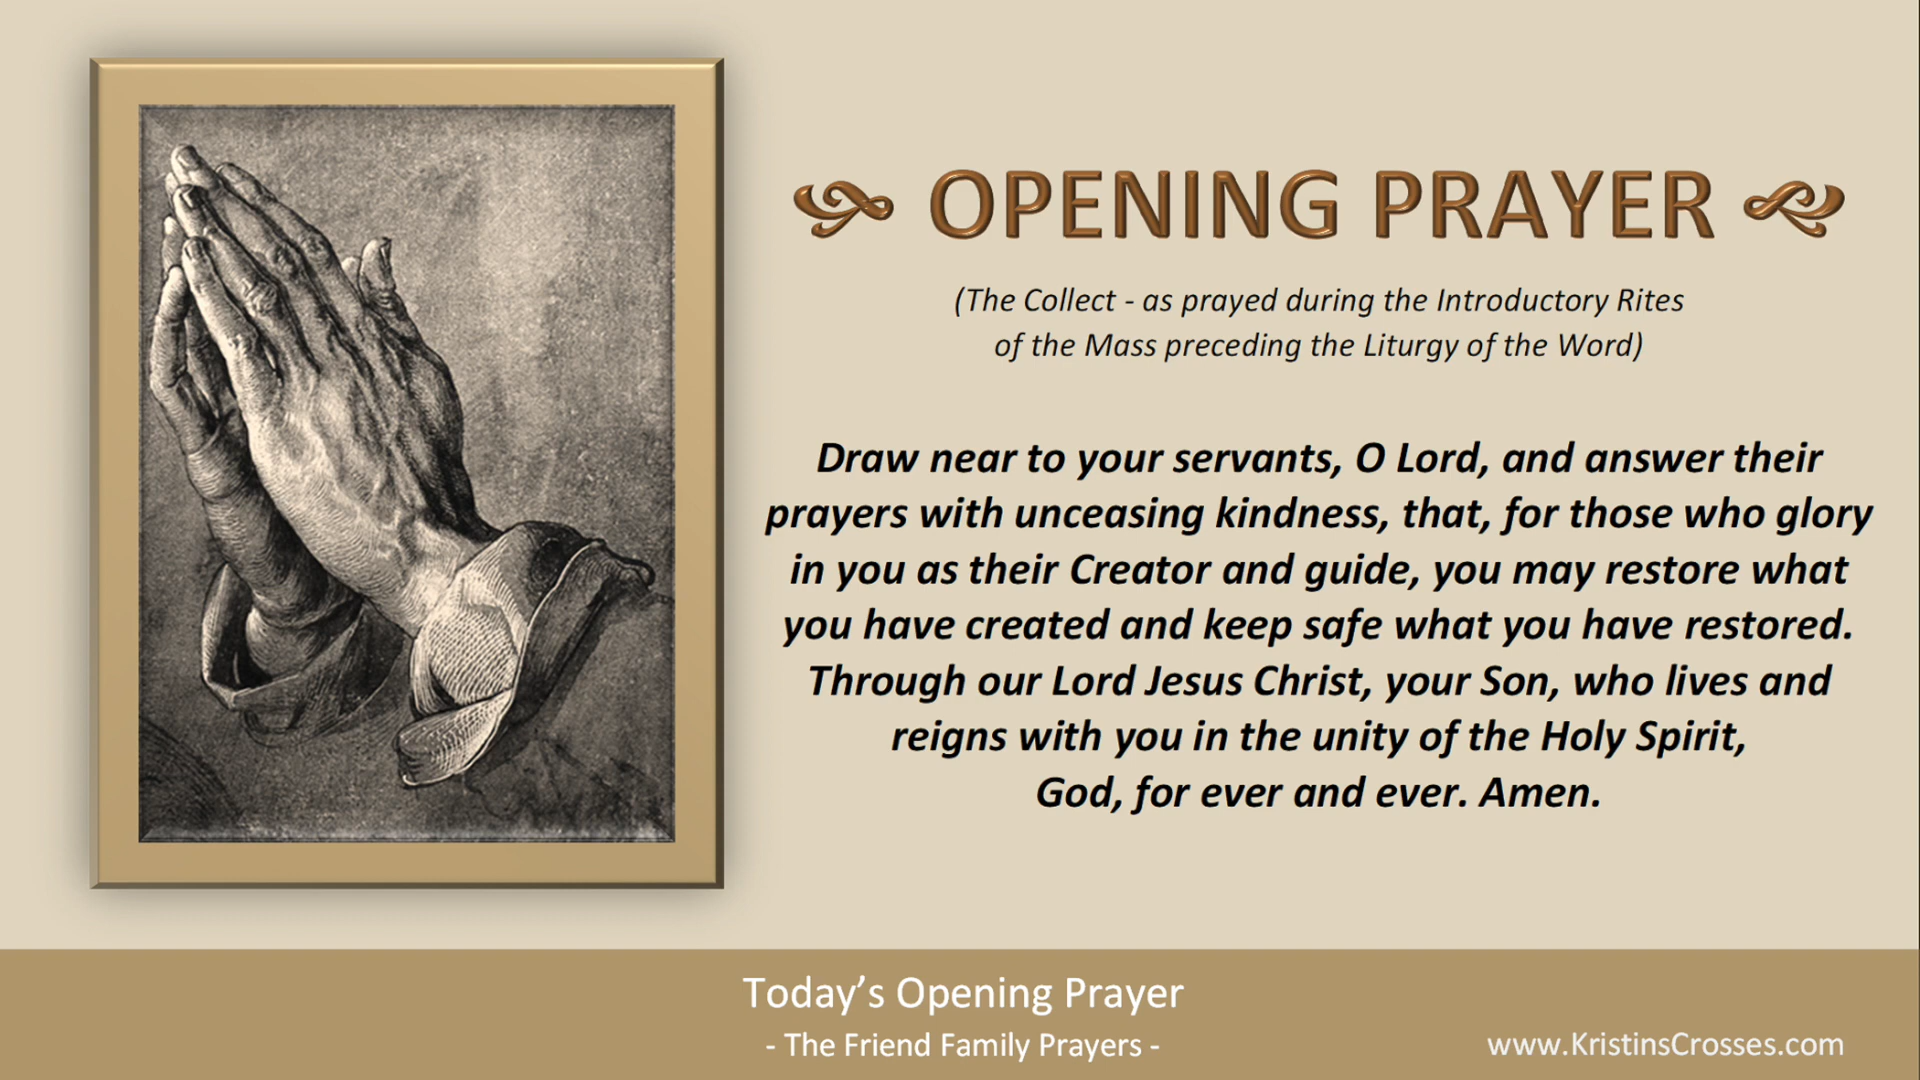 OPENING PRAYER
(The Collect - as prayed during the Introductory Rites
of the Mass preceding the Liturgy of the Word)
Draw near to your servants, O Lord, and answer their
prayers with unceasing kindness, that, for those who glory
in you as their Creator and guide, you may restore what
you have created and keep safe what you have restored.
Through our Lord Jesus Christ, your Son, who lives and
reigns with you in the unity of the Holy Spirit,
God, for ever and ever. Amen.
Today’s Opening Prayer
- The Friend Family Prayers -
www.KristinsCrosses.com